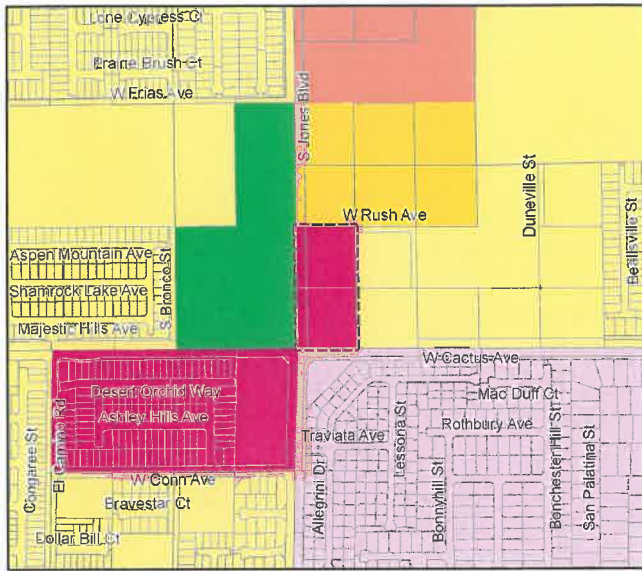 Lone Cypress Ct
Prairie Brush Ct
W Erias Ave
S Jones Blvd
W Rush Ave
Duneville St
Beallsville St
Aspen Mountain Ave
Shamrock Lake Ave
Majestic Hills Ave
S Bronco St
W Cactus Ave
Desert Orchid Way
Ashley Hills Ave
Mac Duff Ct
Rothbury Ave
Traviata Ave
El Camino Rd
Congaree St
W Conn Ave
Bravestar Ct
Dollar Bill Ct
Allegrini Dr
Lessona St
Bonnyhill St
Bonchester Hill St
San Palatina St